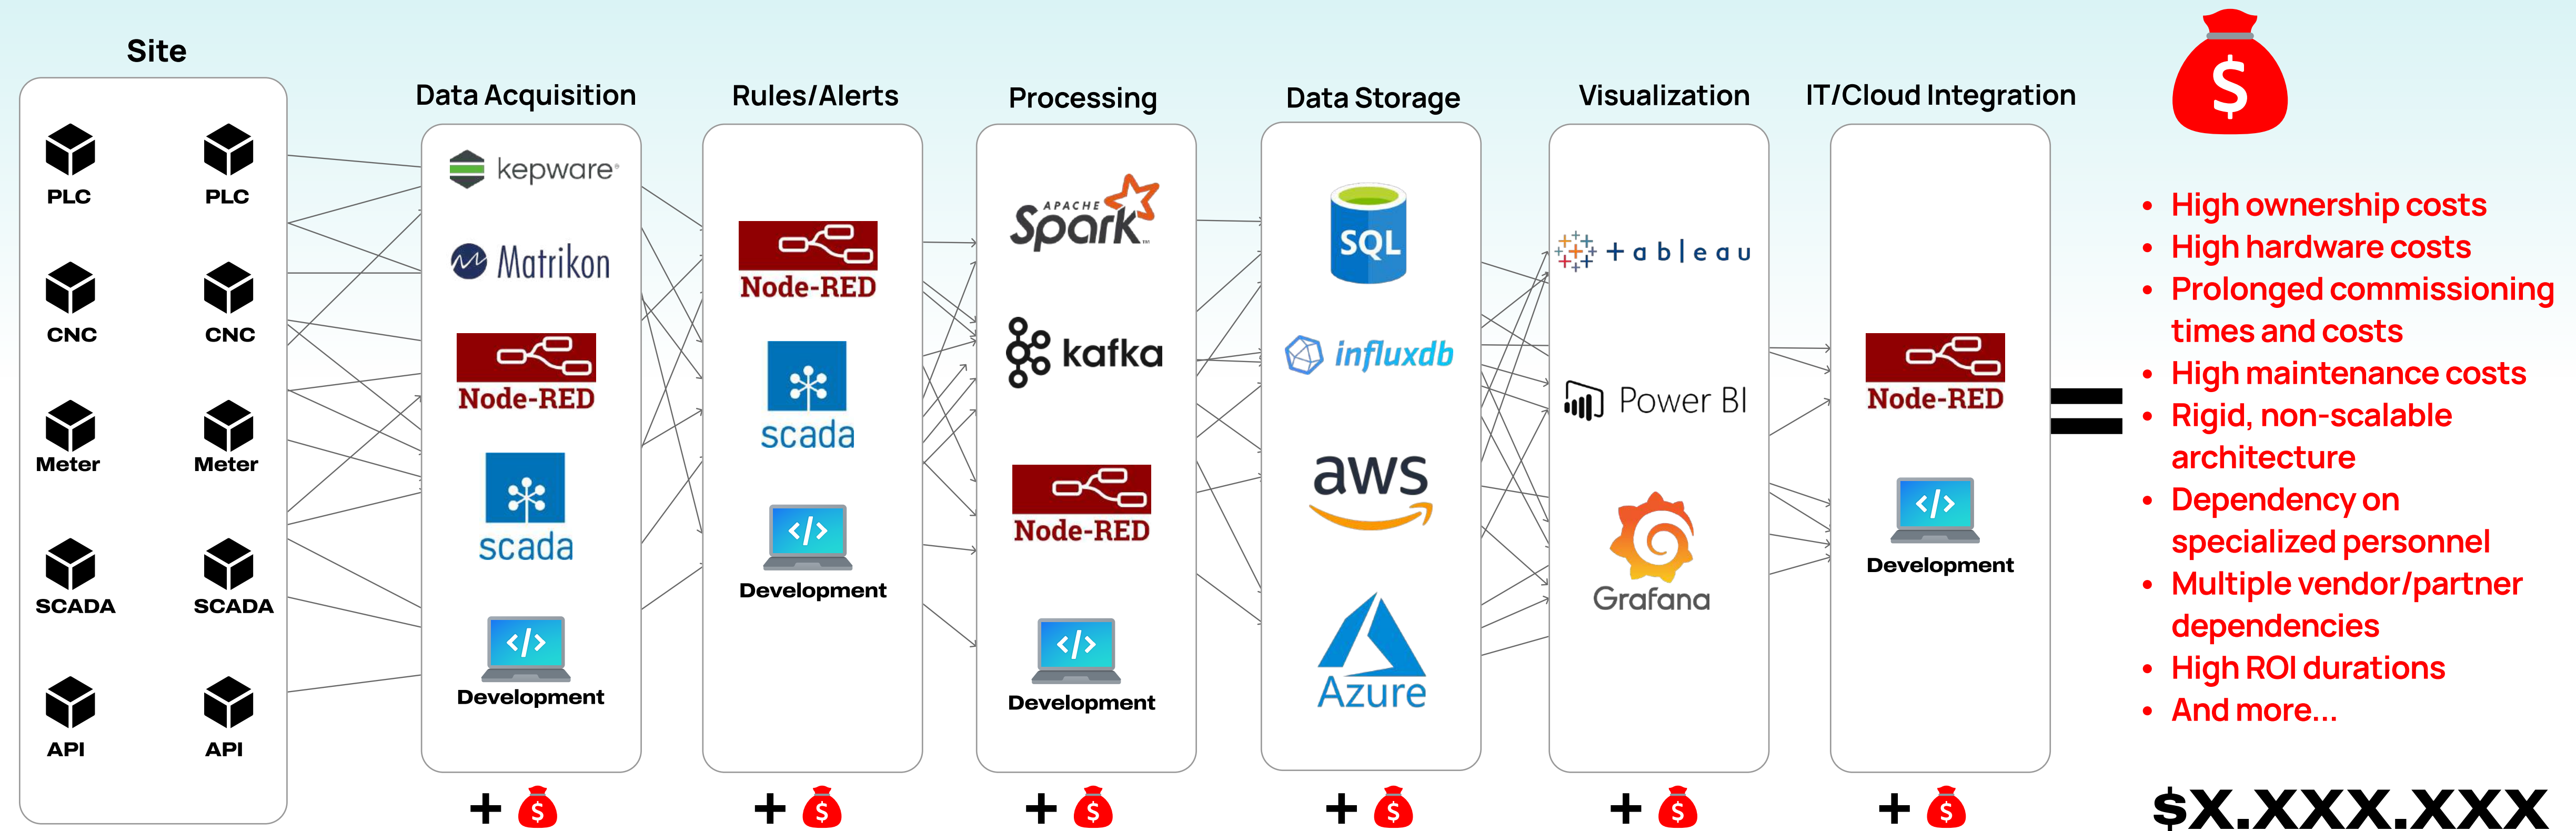 Site
PLC PLC
CNC CNC
Meter Meter
SCADA SCADA
API API
Data Acquisition
kepware®
Matrikon
Node-RED
scada
</>
Development
+ $
Rules/Alerts
Node-RED
scada
</>
Development
+ $
Processing
APACHE
Spark™
kafka
Node-RED
</>
Development
+ $
Data Storage
SQL
influxdb
aws
Azure
+ $
Visualization
+ableau
Power BI
Grafana
+ $
IT/Cloud Integration
Node-RED
</>
Development
+ $
=
$
• High ownership costs
• High hardware costs
• Prolonged commissioning
times and costs
• High maintenance costs
• Rigid, non-scalable
architecture
• Dependency on
specialized personnel
• Multiple vendor/partner
dependencies
• High ROI durations
• And more...
$X.XXX.XXX